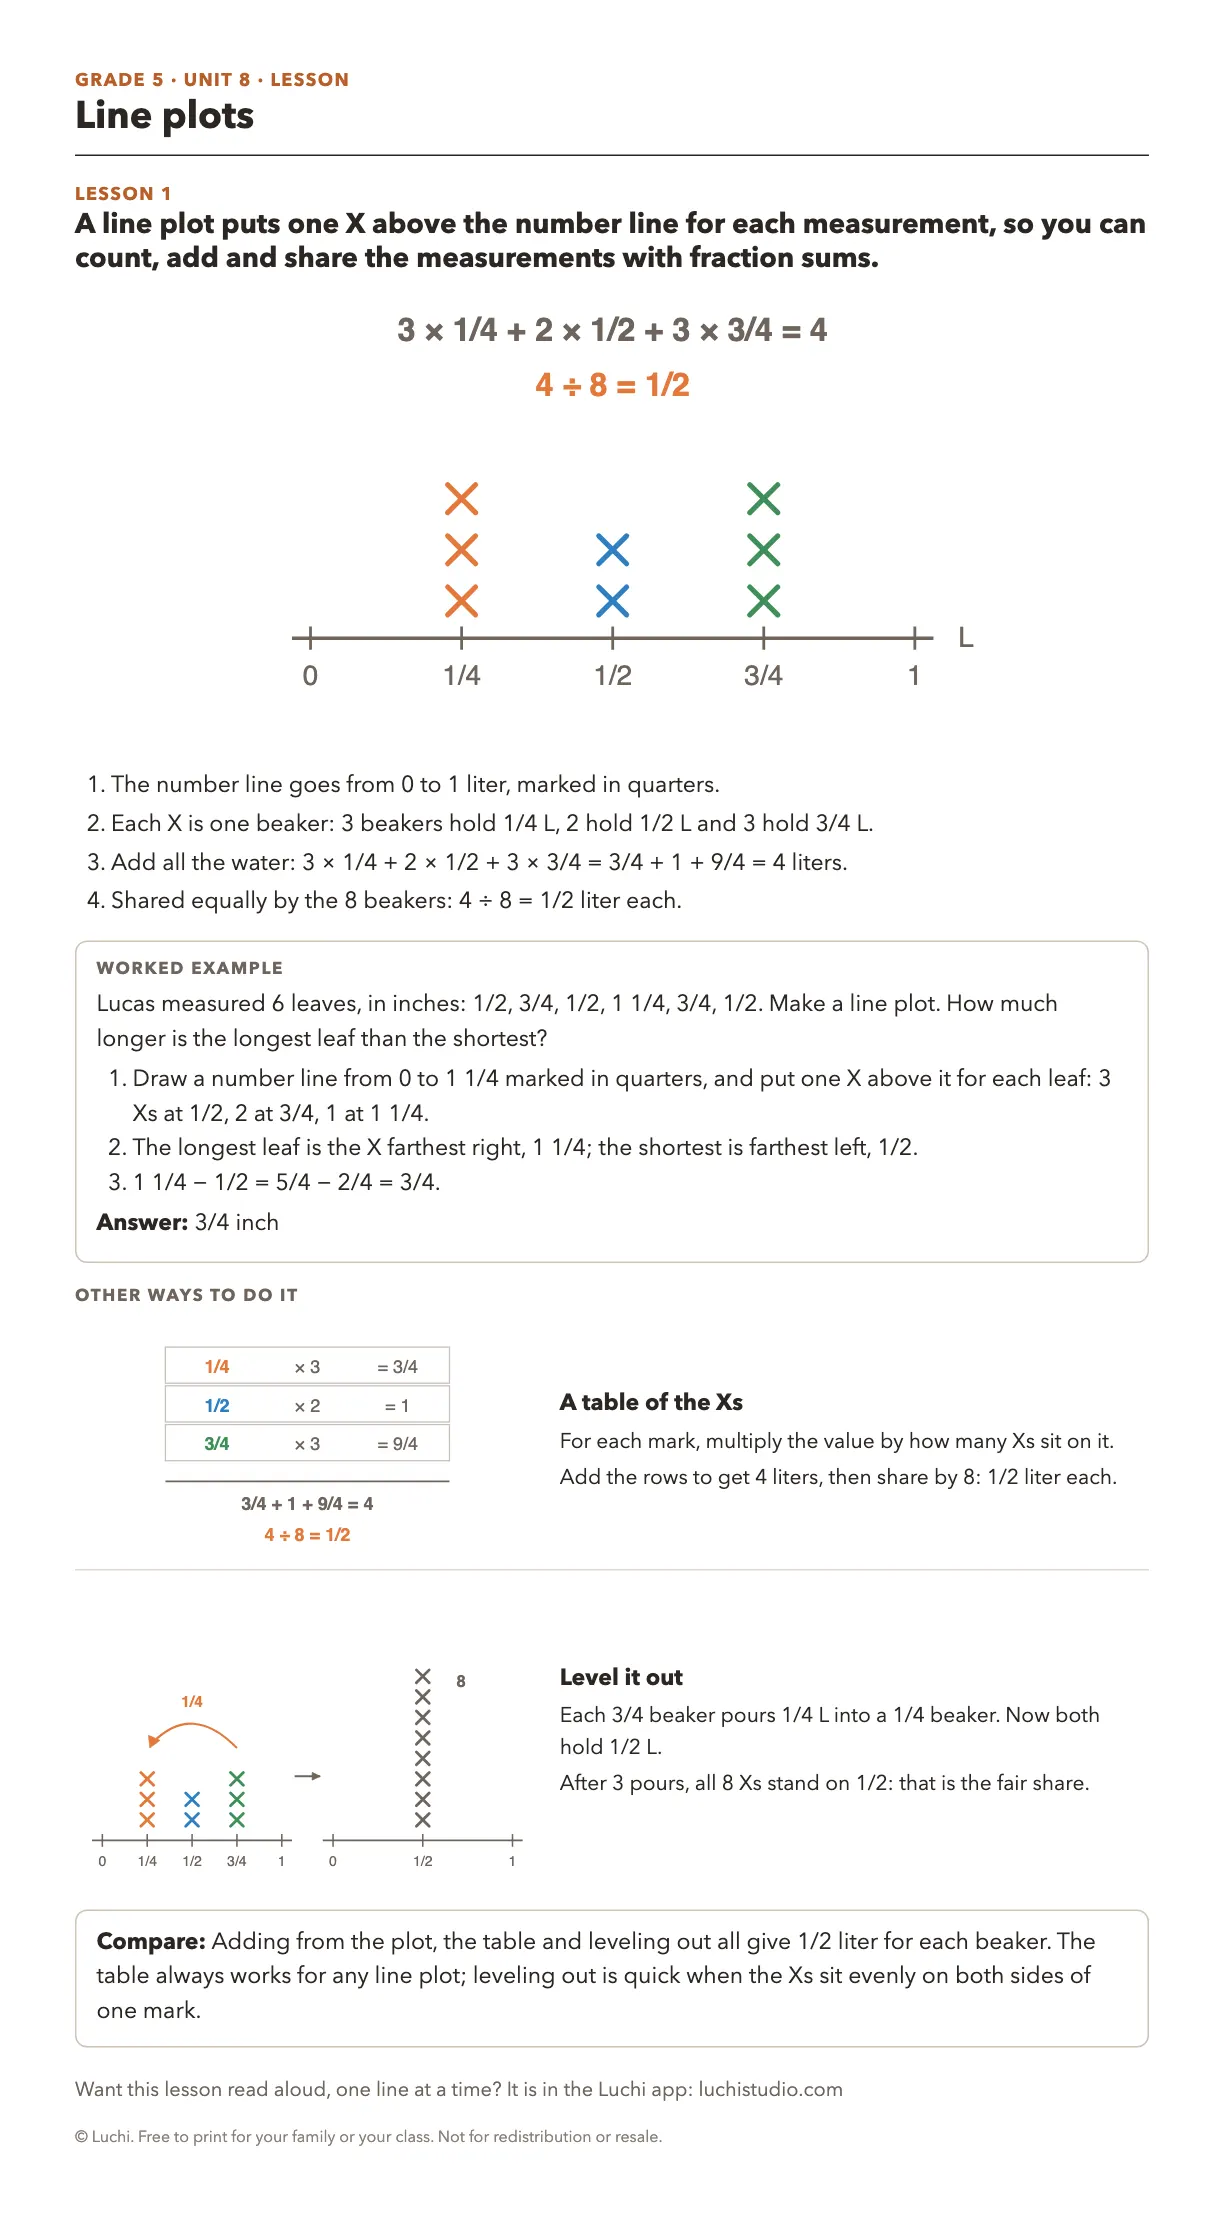 GRADE 5 · UNIT 8 · LESSON
Line plots
LESSON 1
A line plot puts one X above the number line for each measurement, so you can
count, add and share the measurements with fraction sums.
3 × 1/4 + 2 × 1/2 + 3 × 3/4 = 4
4 ÷ 8 = 1/2
L
0 1/4 1/2 3/4 1
1. The number line goes from 0 to 1 liter, marked in quarters.
2. Each X is one beaker: 3 beakers hold 1/4 L, 2 hold 1/2 L and 3 hold 3/4 L.
3. Add all the water: 3 × 1/4 + 2 × 1/2 + 3 × 3/4 = 3/4 + 1 + 9/4 = 4 liters.
4. Shared equally by the 8 beakers: 4 ÷ 8 = 1/2 liter each.
WORKED EXAMPLE
Lucas measured 6 leaves, in inches: 1/2, 3/4, 1/2, 1 1/4, 3/4, 1/2. Make a line plot. How much
longer is the longest leaf than the shortest?
1. Draw a number line from 0 to 1 1/4 marked in quarters, and put one X above it for each leaf: 3
Xs at 1/2, 2 at 3/4, 1 at 1 1/4.
2. The longest leaf is the X farthest right, 1 1/4; the shortest is farthest left, 1/2.
3. 1 1/4 − 1/2 = 5/4 − 2/4 = 3/4.
Answer: 3/4 inch
OTHER WAYS TO DO IT
1/4 × 3 = 3/4
1/2 × 2 = 1
3/4 × 3 = 9/4
3/4 + 1 + 9/4 = 4
4 ÷ 8 = 1/2
A table of the Xs
For each mark, multiply the value by how many Xs sit on it.
Add the rows to get 4 liters, then share by 8: 1/2 liter each.
1/4
0 1/4 1/2 3/4 1
8
0 1/2 1
Level it out
Each 3/4 beaker pours 1/4 L into a 1/4 beaker. Now both
hold 1/2 L.
After 3 pours, all 8 Xs stand on 1/2: that is the fair share.
Compare: Adding from the plot, the table and leveling out all give 1/2 liter for each beaker. The
table always works for any line plot; leveling out is quick when the Xs sit evenly on both sides of
one mark.
Want this lesson read aloud, one line at a time? It is in the Luchi app: luchistudio.com
© Luchi. Free to print for your family or your class. Not for redistribution or resale.